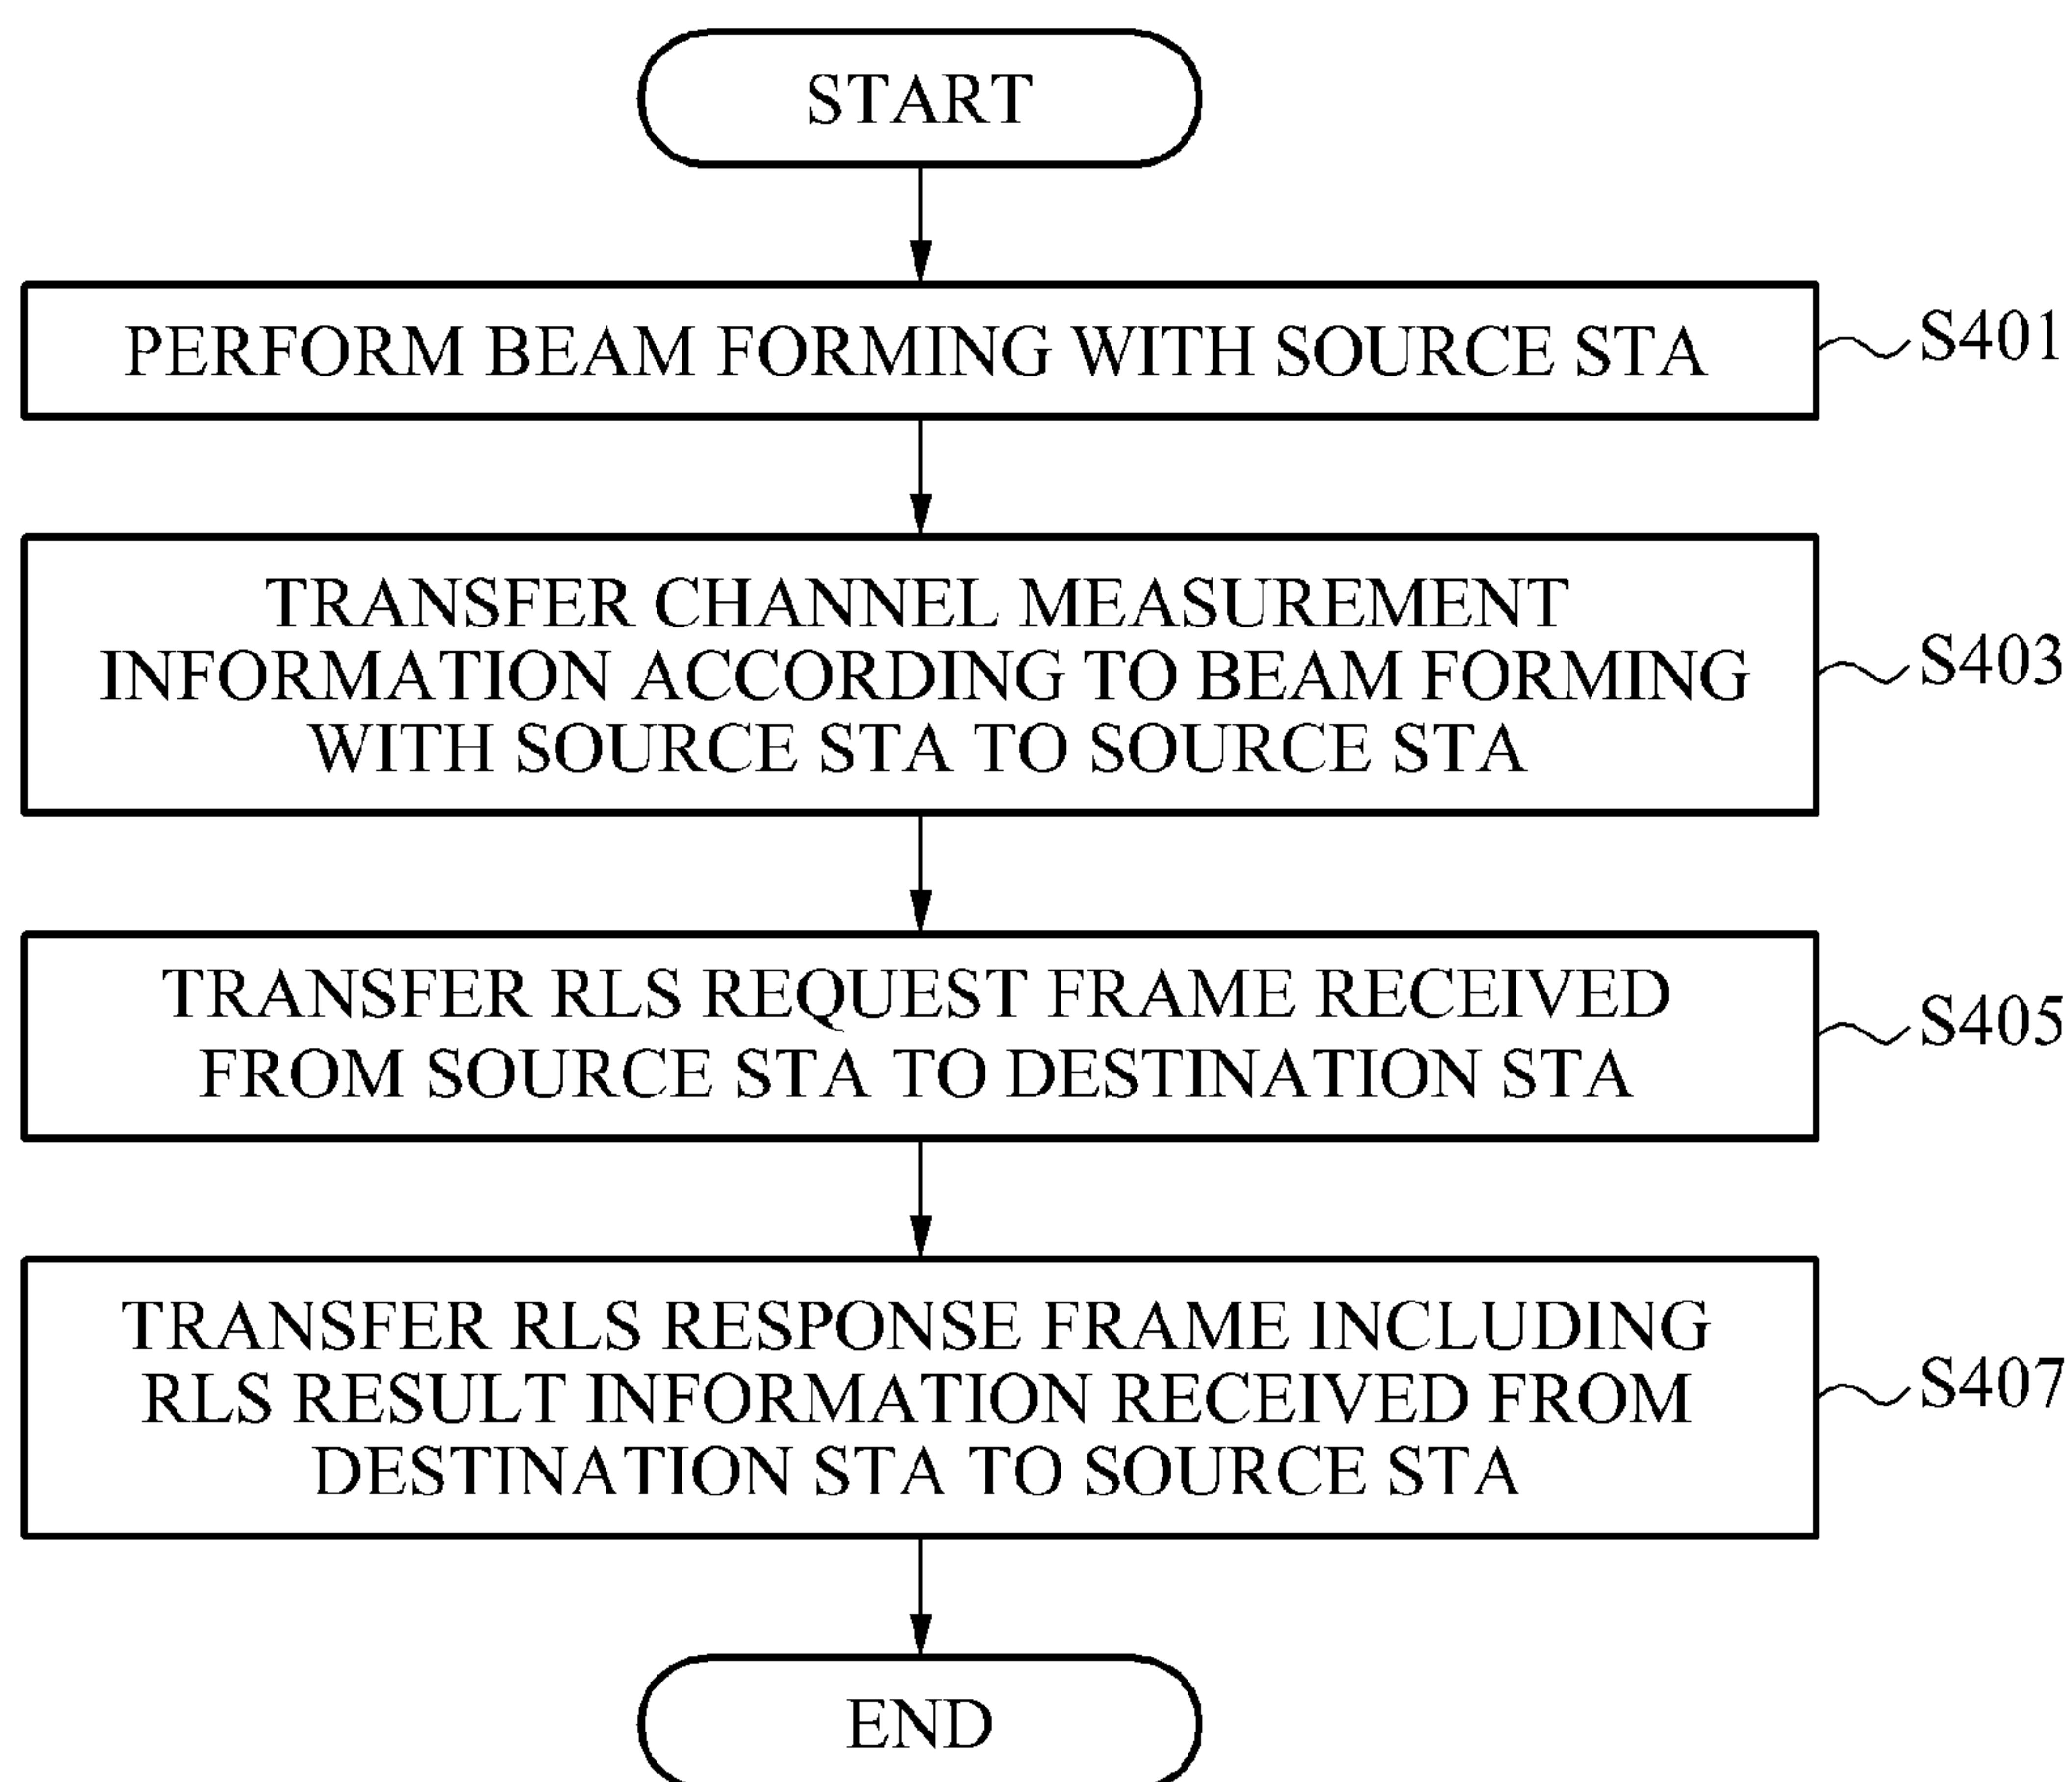 START
PERFORM BEAM FORMING WITH SOURCE STA
S401
TRANSFER CHANNEL MEASUREMENT
INFORMATION ACCORDING TO BEAM FORMING
WITH SOURCE STA TO SOURCE STA
S403
TRANSFER RLS REQUEST FRAME RECEIVED
FROM SOURCE STA TO DESTINATION STA
S405
TRANSFER RLS RESPONSE FRAME INCLUDING
RLS RESULT INFORMATION RECEIVED FROM
DESTINATION STA TO SOURCE STA
S407
END